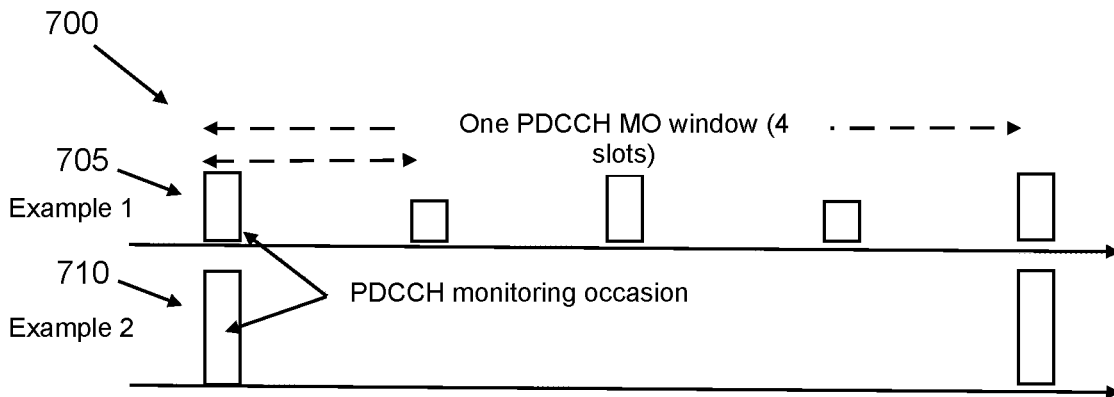 700
One PDCCH MO window (4
slots)
705
Example 1
710
PDCCH monitoring occasion
Example 2